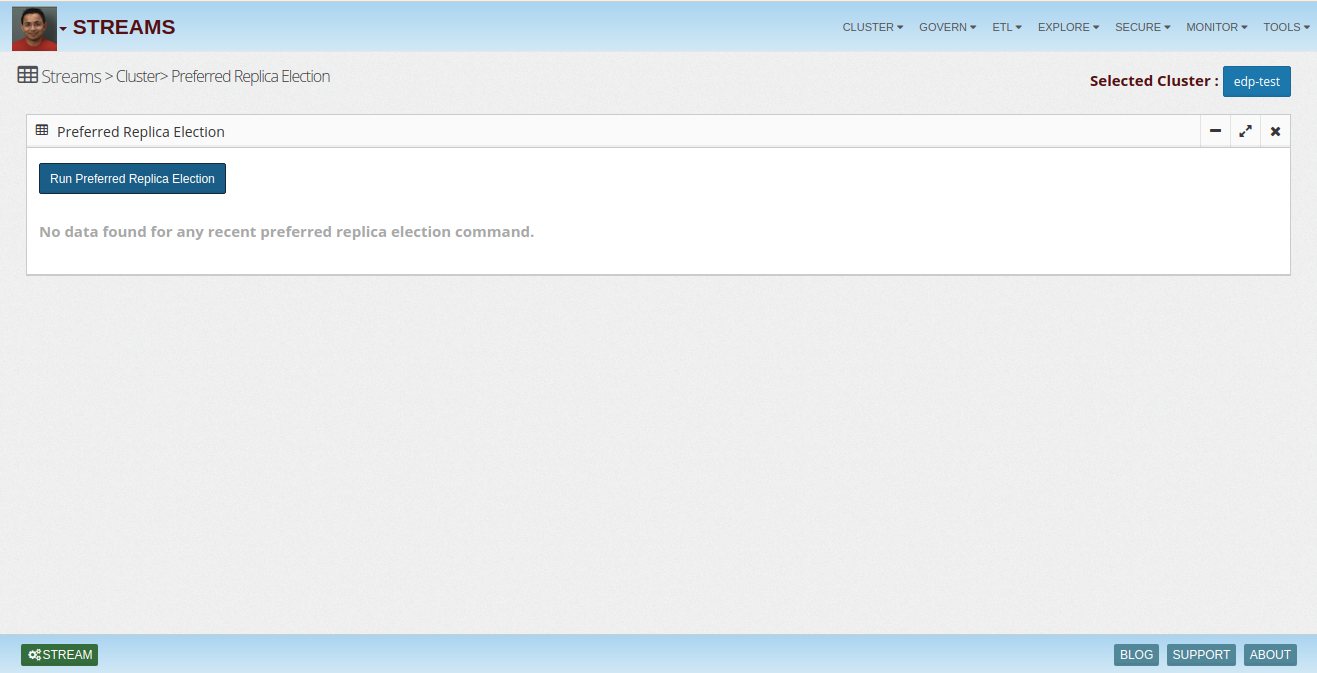 STREAMS
CLUSTER GOVERN ETL EXPLORE SECURE MONITOR TOOLS
Streams > Cluster> Preferred Replica Election
Selected Cluster : edp-test
Preferred Replica Election
Run Preferred Replica Election
No data found for any recent preferred replica election command.
STREAM
BLOG SUPPORT ABOUT